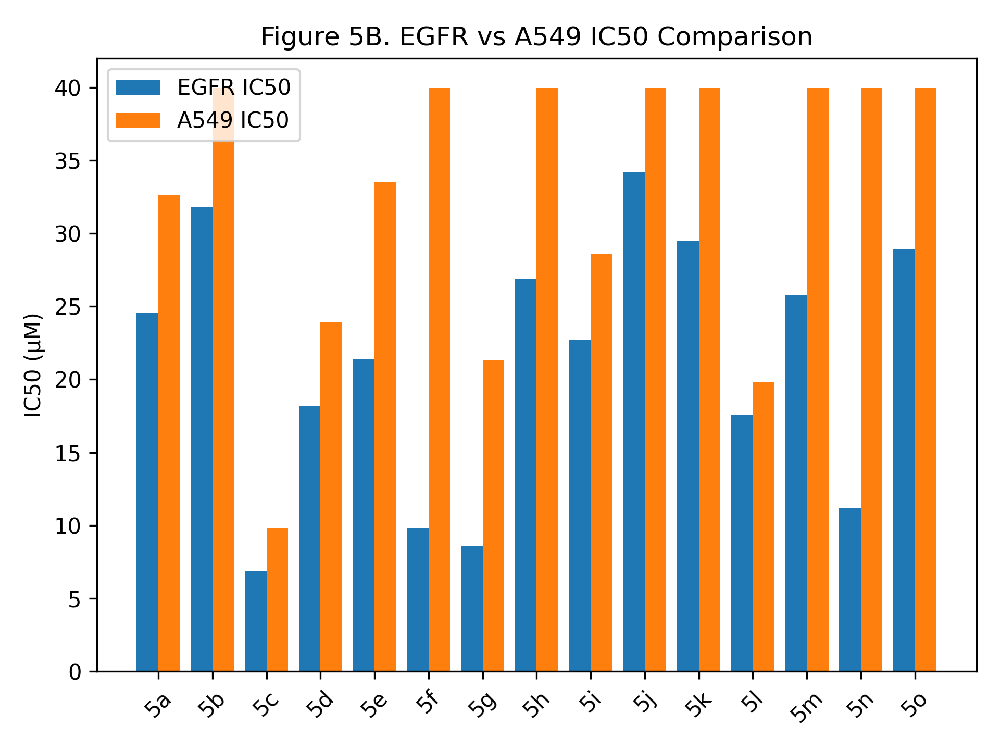 Figure 5B. EGFR vs A549 IC50 Comparison
EGFR IC50
A549 IC50
IC50 (μM)
40
35
30
25
20
15
10
5
0
5a 5b 5c 5d 5e 5f 5g 5h 5i 5j 5k 5l 5m 5n 5o